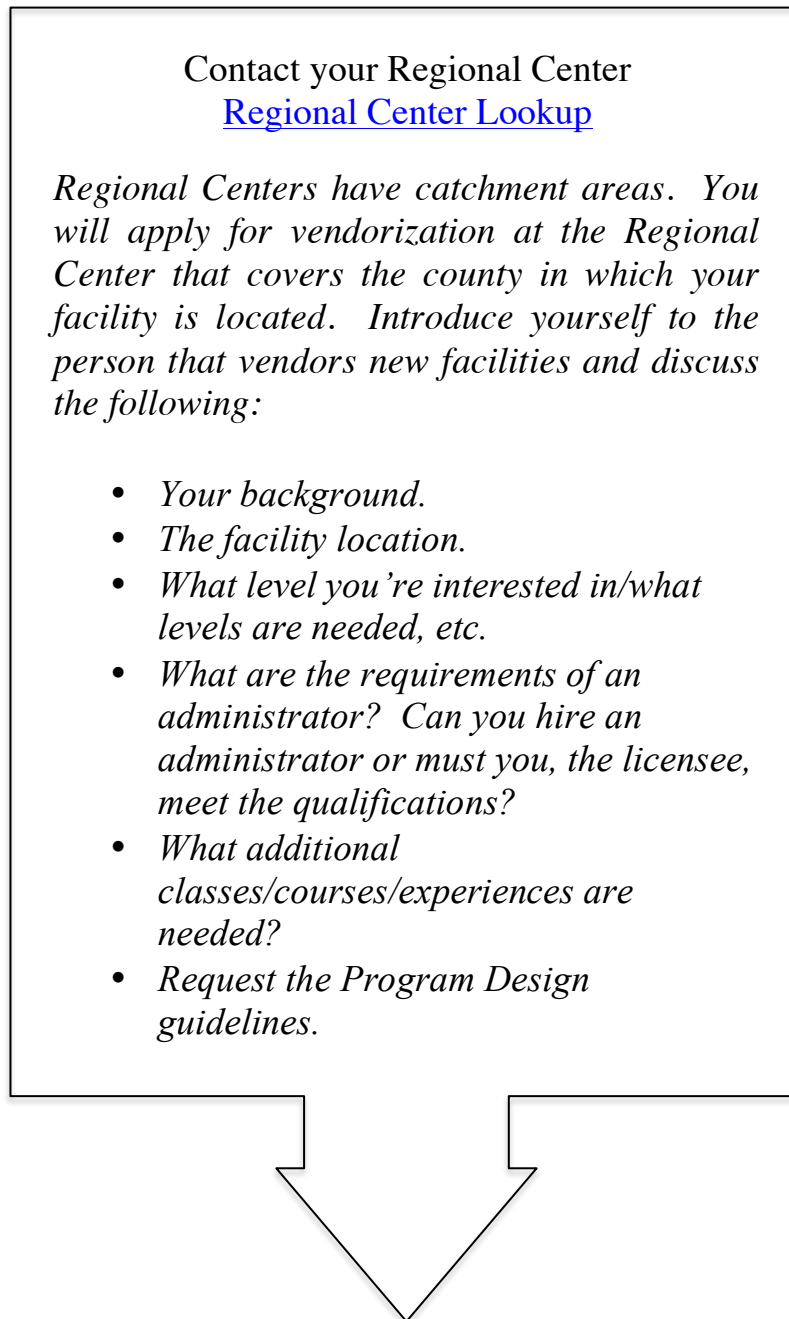 Contact your Regional Center
Regional Center Lookup
Regional Centers have catchment areas.  You
will apply for vendorization at the Regional
Center that covers the county in which your
facility is located.  Introduce yourself to the
person that vendors new facilities and discuss
the following:
• Your background.
• The facility location.
• What level you’re interested in/what
levels are needed, etc.
• What are the requirements of an
administrator?  Can you hire an
administrator or must you, the licensee,
meet the qualifications?
• What additional
classes/courses/experiences are
needed?
• Request the Program Design
guidelines.